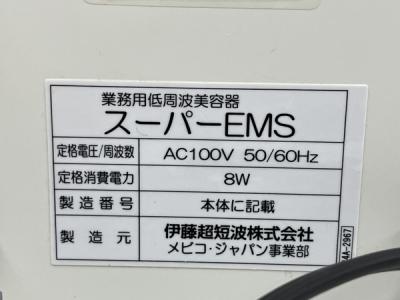 業務用低周波美容器
スーパーEMS
定格電圧/周波数 AC100V 50/60Hz
定格消費電力 8W
製造番号 本体に記載
製造元 伊藤超短波株式会社
メピコ・ジャパン事業部
4A-2967